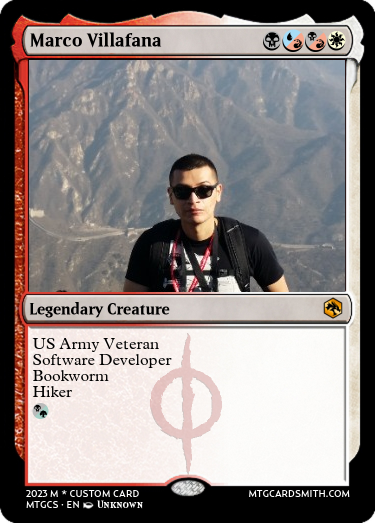 Marco Villafana
Legendary Creature
US Army Veteran
Software Developer
Bookworm
Hiker
2023 M * CUSTOM CARD
MTGCS • EN Unknown
MTGCARDSMITH.COM